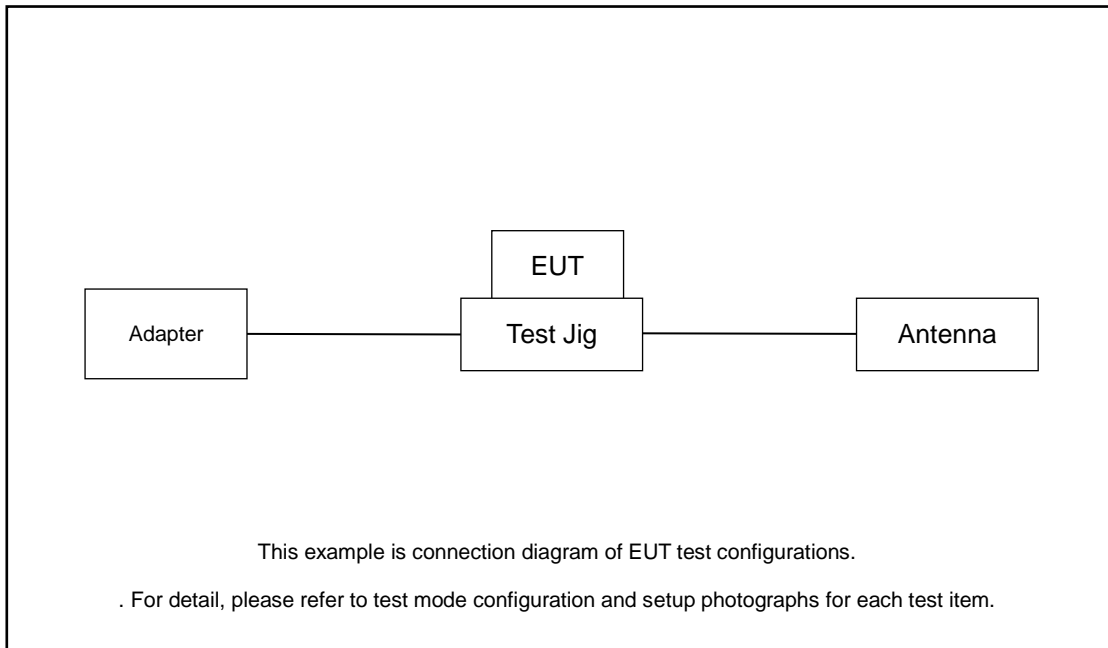 EUT
Adapter
Test Jig
Antenna
This example is connection diagram of EUT test configurations.
. For detail, please refer to test mode configuration and setup photographs for each test item.